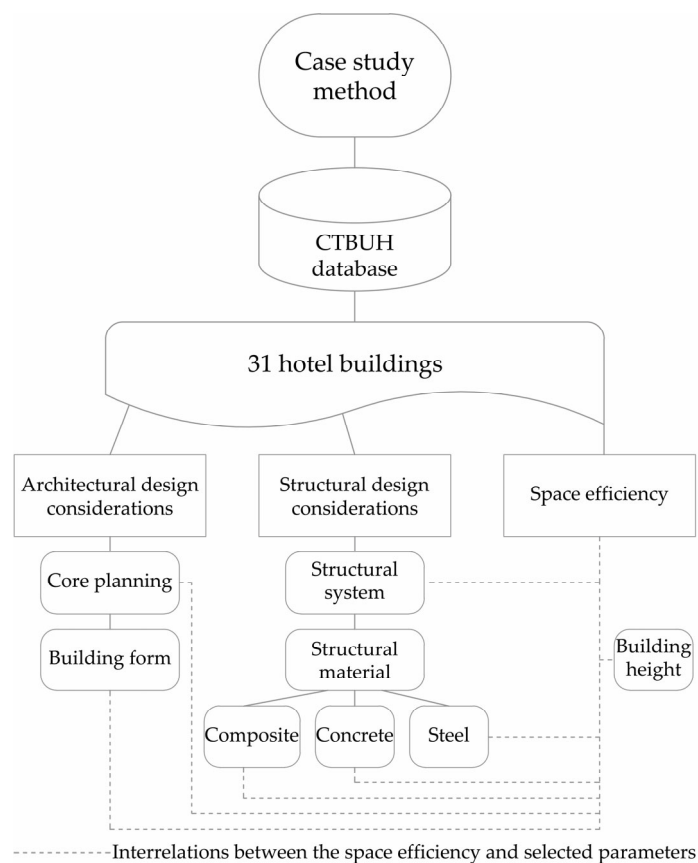 Case study
method
CTBUH
database
31 hotel buildings
Architectural design
considerations
Structural design
considerations
Space efficiency
Core planning
Structural
system
Building form
Structural
material
Building
height
Composite
Concrete
Steel
Interrelations between the space efficiency and selected parameters